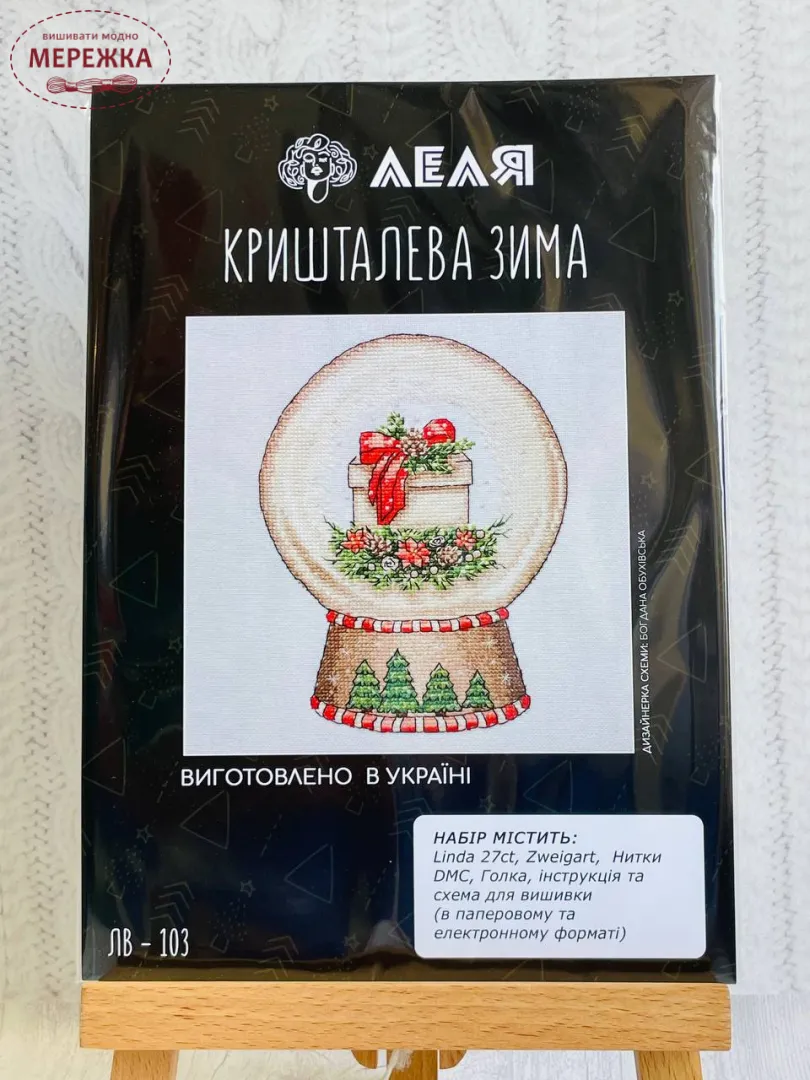 вишивати модно
МЕРЕЖКА
ЛЕЛЯ
КРИШТАЛЕВА ЗИМА
ДИЗАЙНЕРКА СХЕМИ: БОГДАНА ОБУХІВСЬКА
ВИГОТОВЛЕНО В УКРАЇНІ
НАБІР МІСТИТЬ:
Linda 27ct, Zweigart, Нитки
DMC, Голка, інструкція та
схема для вишивки
(в паперовому та
електронному форматі)
ЛВ - 103